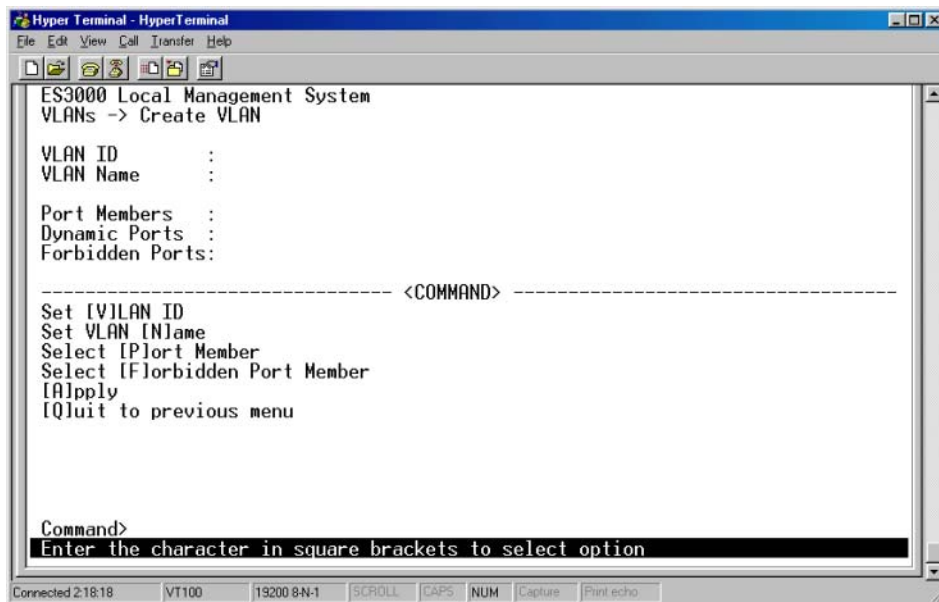 Hyper Terminal - HyperTerminal
File Edit View Call Transfer Help
ES3000 Local Management System
VLANs -> Create VLAN
VLAN ID :
VLAN Name :
Port Members :
Dynamic Ports :
Forbidden Ports:
-------------------------------- <COMMAND> -----------------------------------
Set [V]LAN ID
Set VLAN [N]ame
Select [P]ort Member
Select [F]orbidden Port Member
[A]pply
[Q]uit to previous menu
Command>
Enter the character in square brackets to select option
Connected 2:18:18 VT100 19200 8-N-1 SCROLL CAPS NUM Capture Print echo